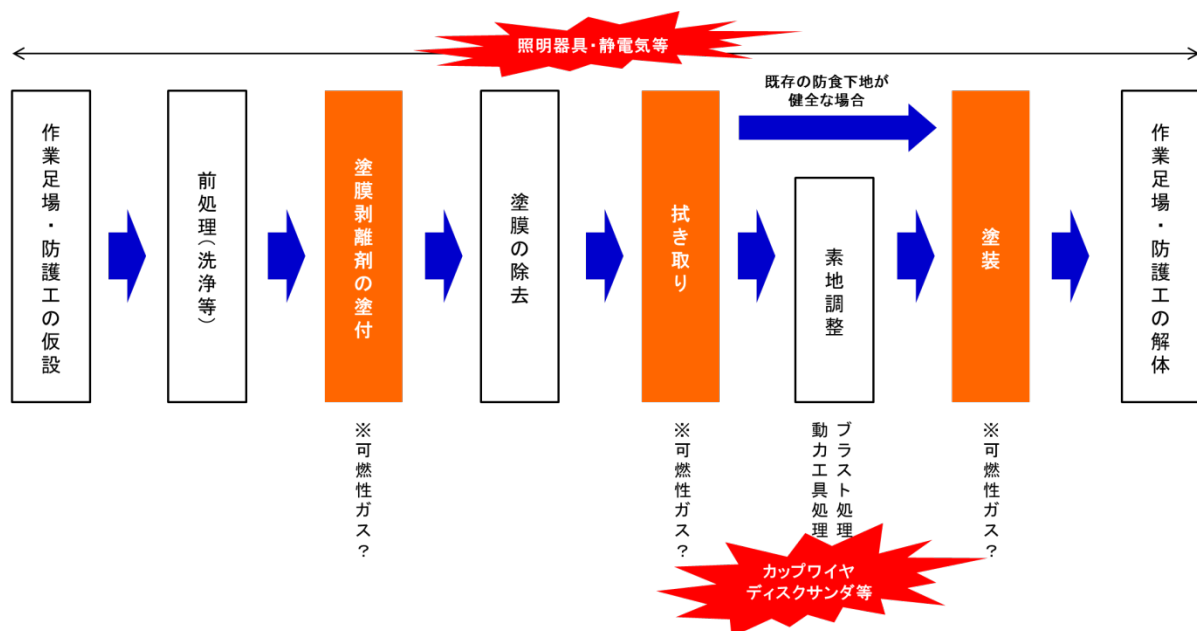 照明器具・静電気等
既存の防食下地が
健全な場合
作業足場・防護工の仮設
前処理(洗浄等)
塗膜剥離剤の塗付
塗膜の除去
拭き取り
素地調整
塗装
作業足場・防護工の解体
※可燃性ガス?
※可燃性ガス?
ブラスト処理
動力工具処理
※可燃性ガス?
カップワイヤ
ディスクサンダ等